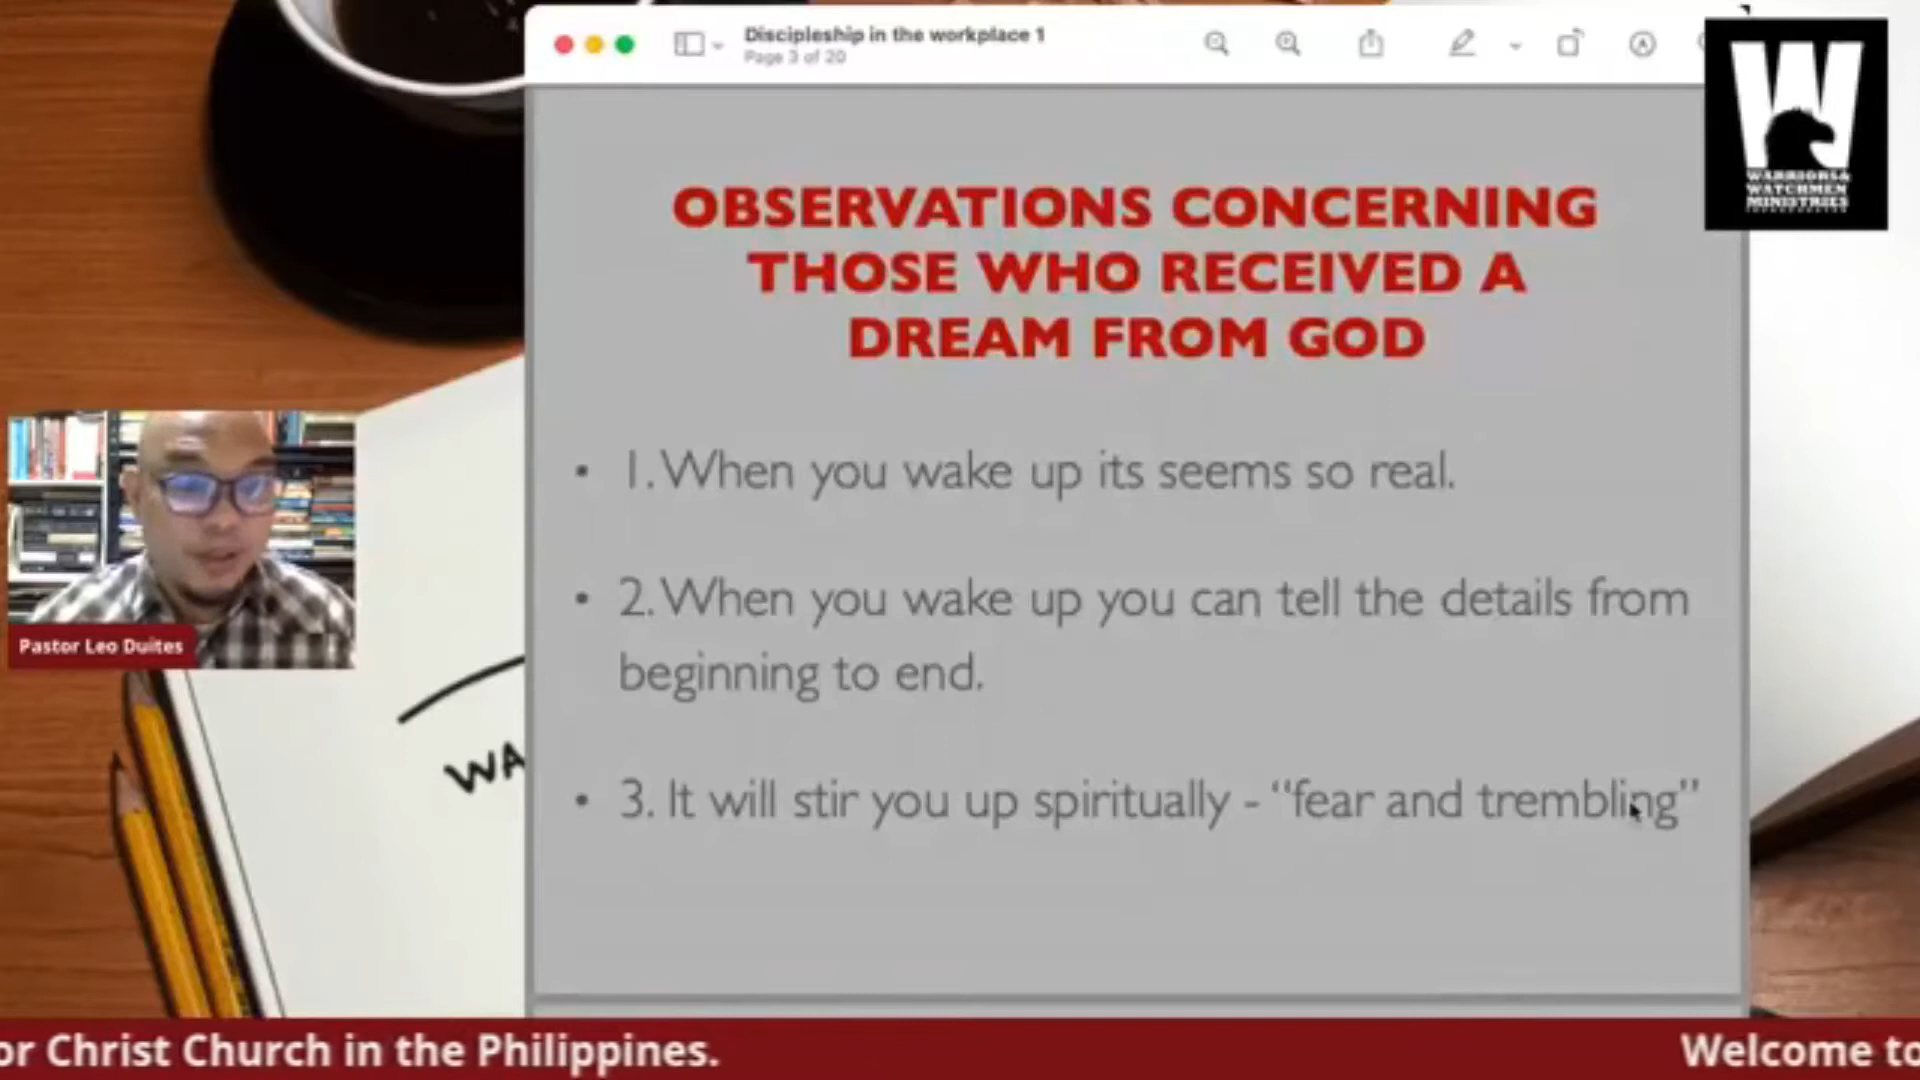 Discipleship in the workplace 1
Page 3 of 20
W
WARRIORS &
WATCHMEN
MINISTRIES
OBSERVATIONS CONCERNING
THOSE WHO RECEIVED A
DREAM FROM GOD
• 1. When you wake up its seems so real.
• 2. When you wake up you can tell the details from
beginning to end.
• 3. It will stir you up spiritually - “fear and trembling”
Pastor Leo Duites
WA
or Christ Church in the Philippines.
Welcome to